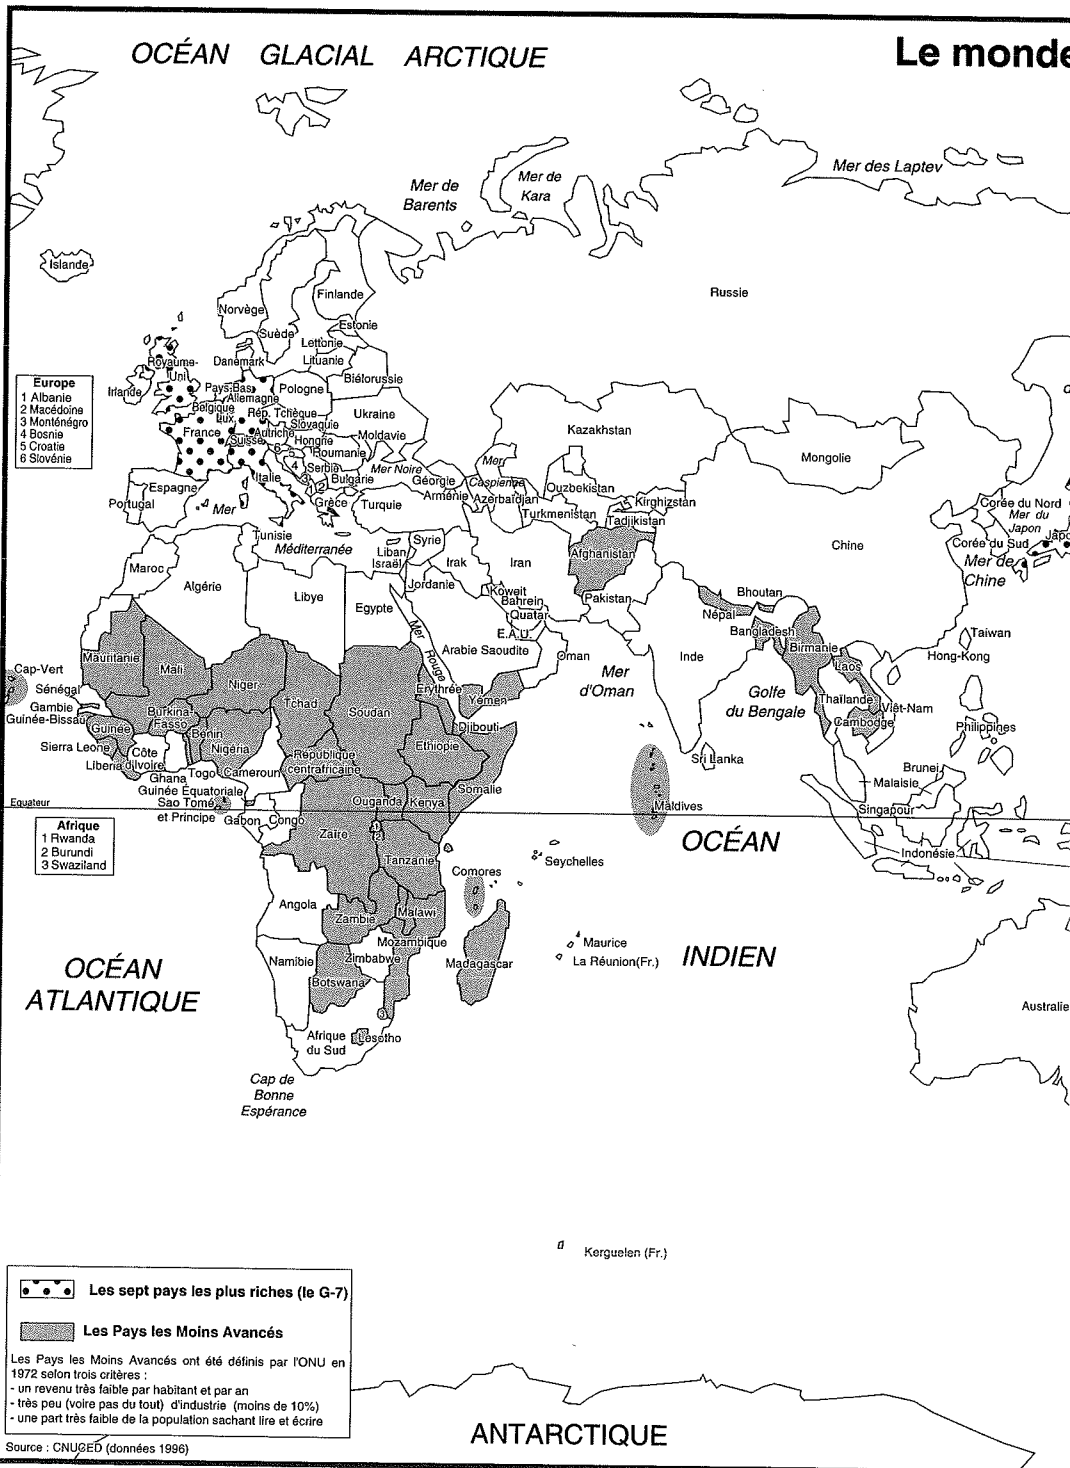 OCÉAN GLACIAL ARCTIQUE
Le monde
Mer des Laptev
Mer de
Kara
Mer de
Barents
Islande
Russie
Finlande
Norvège
Suède
Estonie
Lettonie
Lituanie
Biélorussie
Royaume-
Uni
Danemark
Irlande
Pays-Bas
Allemagne
Pologne
Belgique
Lux.
Rép. Tchèque
Slovaquie
Ukraine
France
Suisse
Autriche
Hongrie
Moldavie
Roumanie
Serbie
Bulgarie
Mer Noire
Géorgie
Arménie
Azerbaïdjan
Mer
Caspienne
Italie
Espagne
Portugal
Grèce
Turquie
6
5
4
3
1
2
Europe
1 Albanie
2 Macédoine
3 Monténégro
4 Bosnie
5 Croatie
6 Slovénie
Kazakhstan
Mongolie
Ouzbekistan
Kirghizstan
Turkmenistan
Tadjikistan
Afghanistan
Chine
Corée du Nord
Mer du
Japon
Corée du Sud
Mer de
Chine
Mer
Méditerranée
Tunisie
Maroc
Algérie
Libye
Egypte
Liban
Israël
Syrie
Jordanie
Irak
Iran
Koweit
Bahrein
Quatar
E.A.U.
Arabie Saoudite
Oman
Pakistan
Mer Rouge
Mer
d'Oman
Inde
Népal
Bhoutan
Bangladesh
Birmanie
Laos
Thaïlande
Viêt-Nam
Cambodge
Taiwan
Hong-Kong
Golfe
du Bengale
Philippines
Sri Lanka
Brunei
Malaisie
Singapour
Indonésie
Maldives
Cap-Vert
Mauritanie
Mali
Niger
Tchad
Soudan
Erythrée
Yémen
Djibouti
Sénégal
Gambie
Guinée-Bissau
Guinée
Burkina-
Fasso
Bénin
Nigéria
Sierra Leone
Liberia
Côte
d'Ivoire
Ghana
Togo
Cameroun
République
centrafricaine
Ethiopie
Somalie
Guinée Équatoriale
Sao Tomé
et Principe
Gabon
Congo
Ouganda
Kenya
Equateur
Zaïre
1
2
Tanzanie
Afrique
1 Rwanda
2 Burundi
3 Swaziland
OCÉAN
INDIEN
Seychelles
Comores
Angola
Zambie
Malawi
Mozambique
Zimbabwe
Namibie
Botswana
Madagascar
Maurice
La Réunion(Fr.)
3
Afrique
du Sud
Lesotho
Australie
OCÉAN
ATLANTIQUE
Cap de
Bonne
Espérance
Kerguelen (Fr.)
Les sept pays les plus riches (le G-7)
Les Pays les Moins Avancés
Les Pays les Moins Avancés ont été définis par l'ONU en
1972 selon trois critères :
- un revenu très faible par habitant et par an
- très peu (voire pas du tout) d'industrie (moins de 10%)
- une part très faible de la population sachant lire et écrire
Source : CNUCED (données 1996)
ANTARCTIQUE